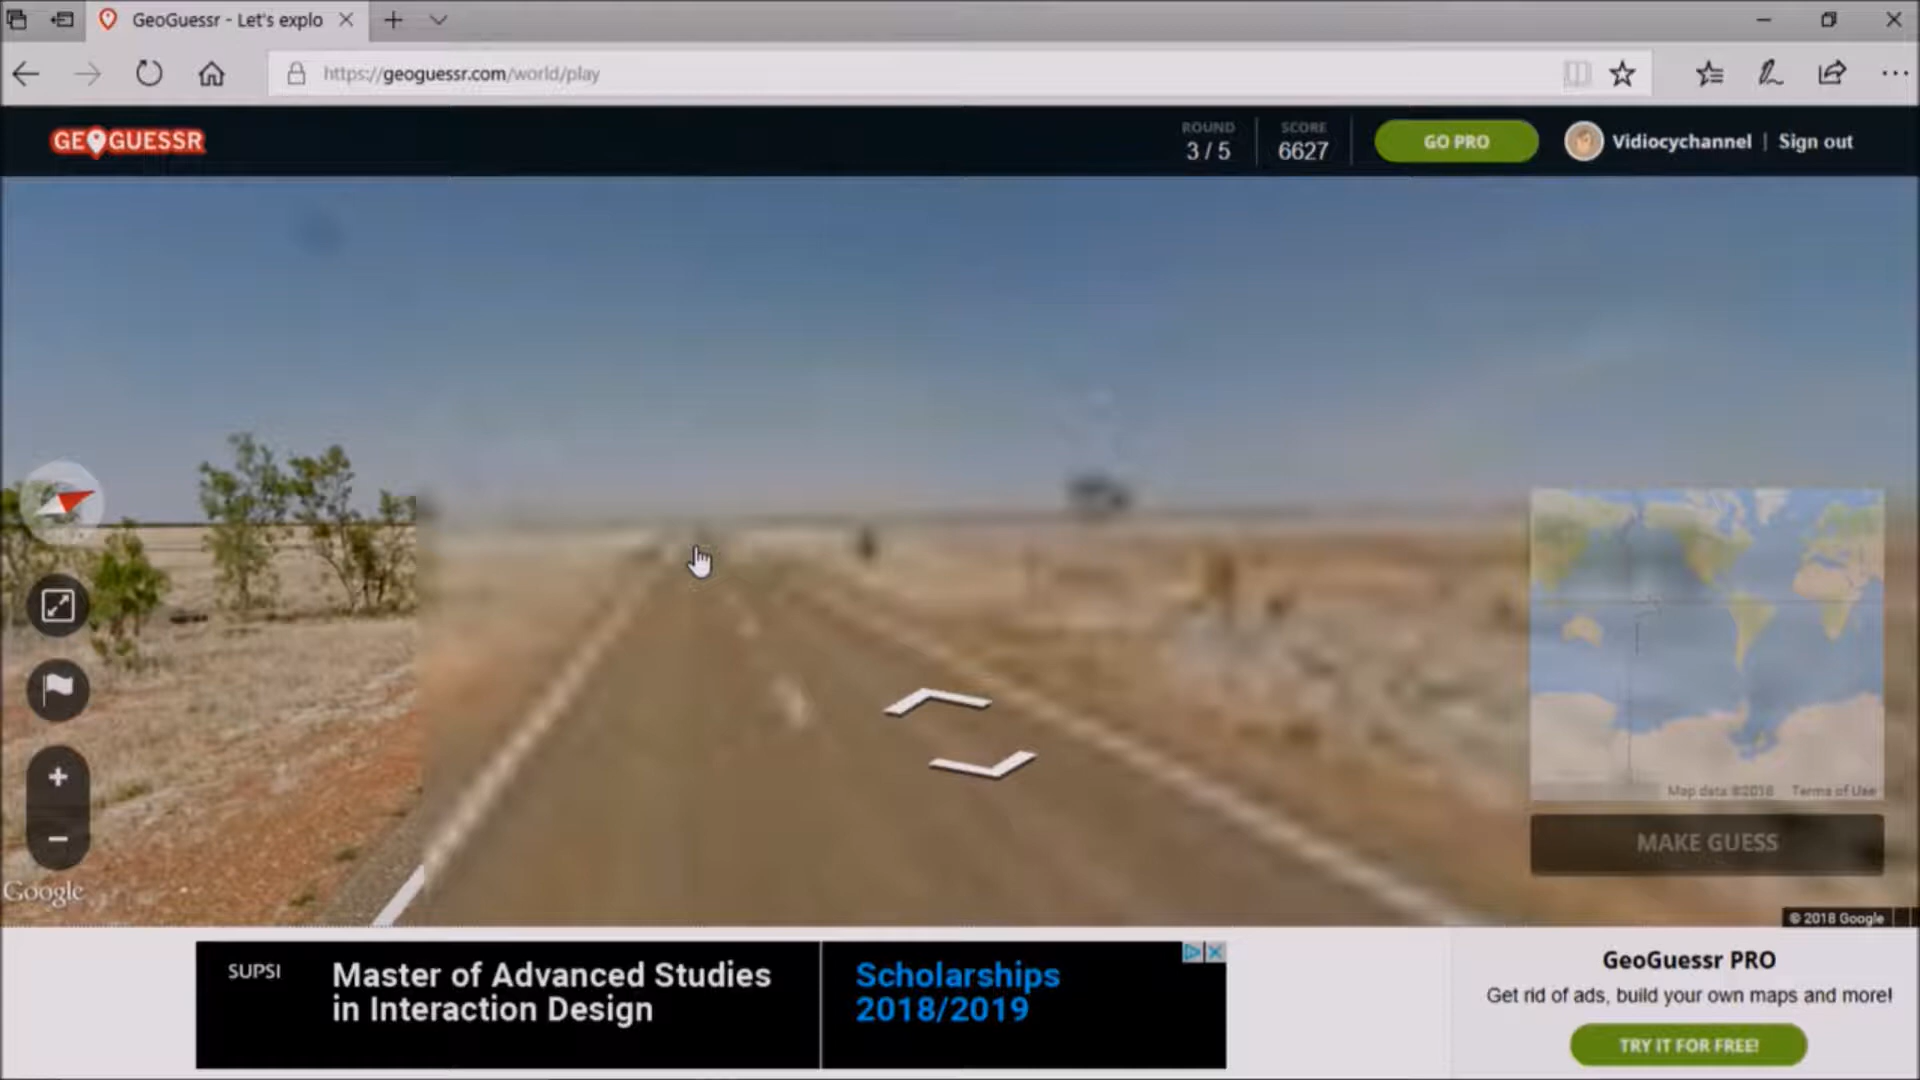 GeoGuessr - Let's explo
https://geoguessr.com/world/play
GEOGUESSR
ROUND
3 / 5
SCORE
6627
GO PRO
Vidiocychannel | Sign out
Map data ©2018 Terms of Use
MAKE GUESS
Google
© 2018 Google
SUPSI
Master of Advanced Studies
in Interaction Design
Scholarships
2018/2019
GeoGuessr PRO
Get rid of ads, build your own maps and more!
TRY IT FOR FREE!